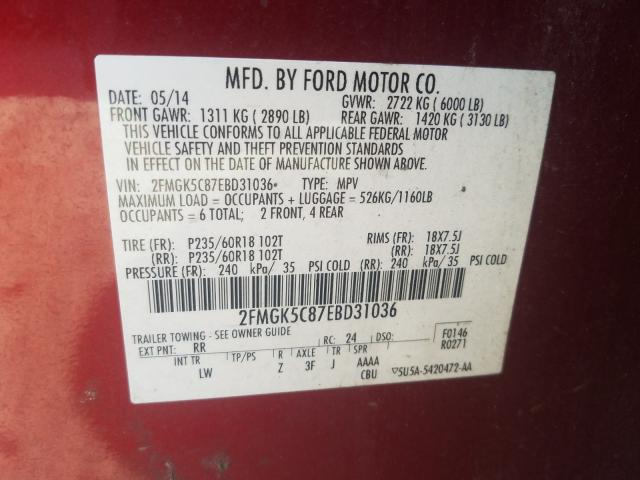 MFD. BY FORD MOTOR CO.
DATE: 05/14 GVWR: 2722 KG ( 6000 LB)
FRONT GAWR: 1311 KG ( 2890 LB) REAR GAWR: 1420 KG ( 3130 LB)
THIS VEHICLE CONFORMS TO ALL APPLICABLE FEDERAL MOTOR
VEHICLE SAFETY AND THEFT PREVENTION STANDARDS
IN EFFECT ON THE DATE OF MANUFACTURE SHOWN ABOVE.
VIN: 2FMGK5C87EBD31036 TYPE: MPV
MAXIMUM LOAD = OCCUPANTS + LUGGAGE = 526KG/1160LB
OCCUPANTS = 6 TOTAL; 2 FRONT, 4 REAR
TIRE (FR): P235/60R18 102T RIMS (FR): 18X7.5J
(RR): P235/60R18 102T (RR): 18X7.5J
PRESSURE (FR): 240 kPa/ 35 PSI COLD (RR): 240 kPa/ 35 PSI COLD
2FMGK5C87EBD31036
TRAILER TOWING - SEE OWNER GUIDE
EXT PNT: RR RC: 24 DSO: F0146
R0271
INT TR TP/PS R AXLE TR SPR
LW Z 3F J AAAA
CBU ▽5U5A-5420472-AA